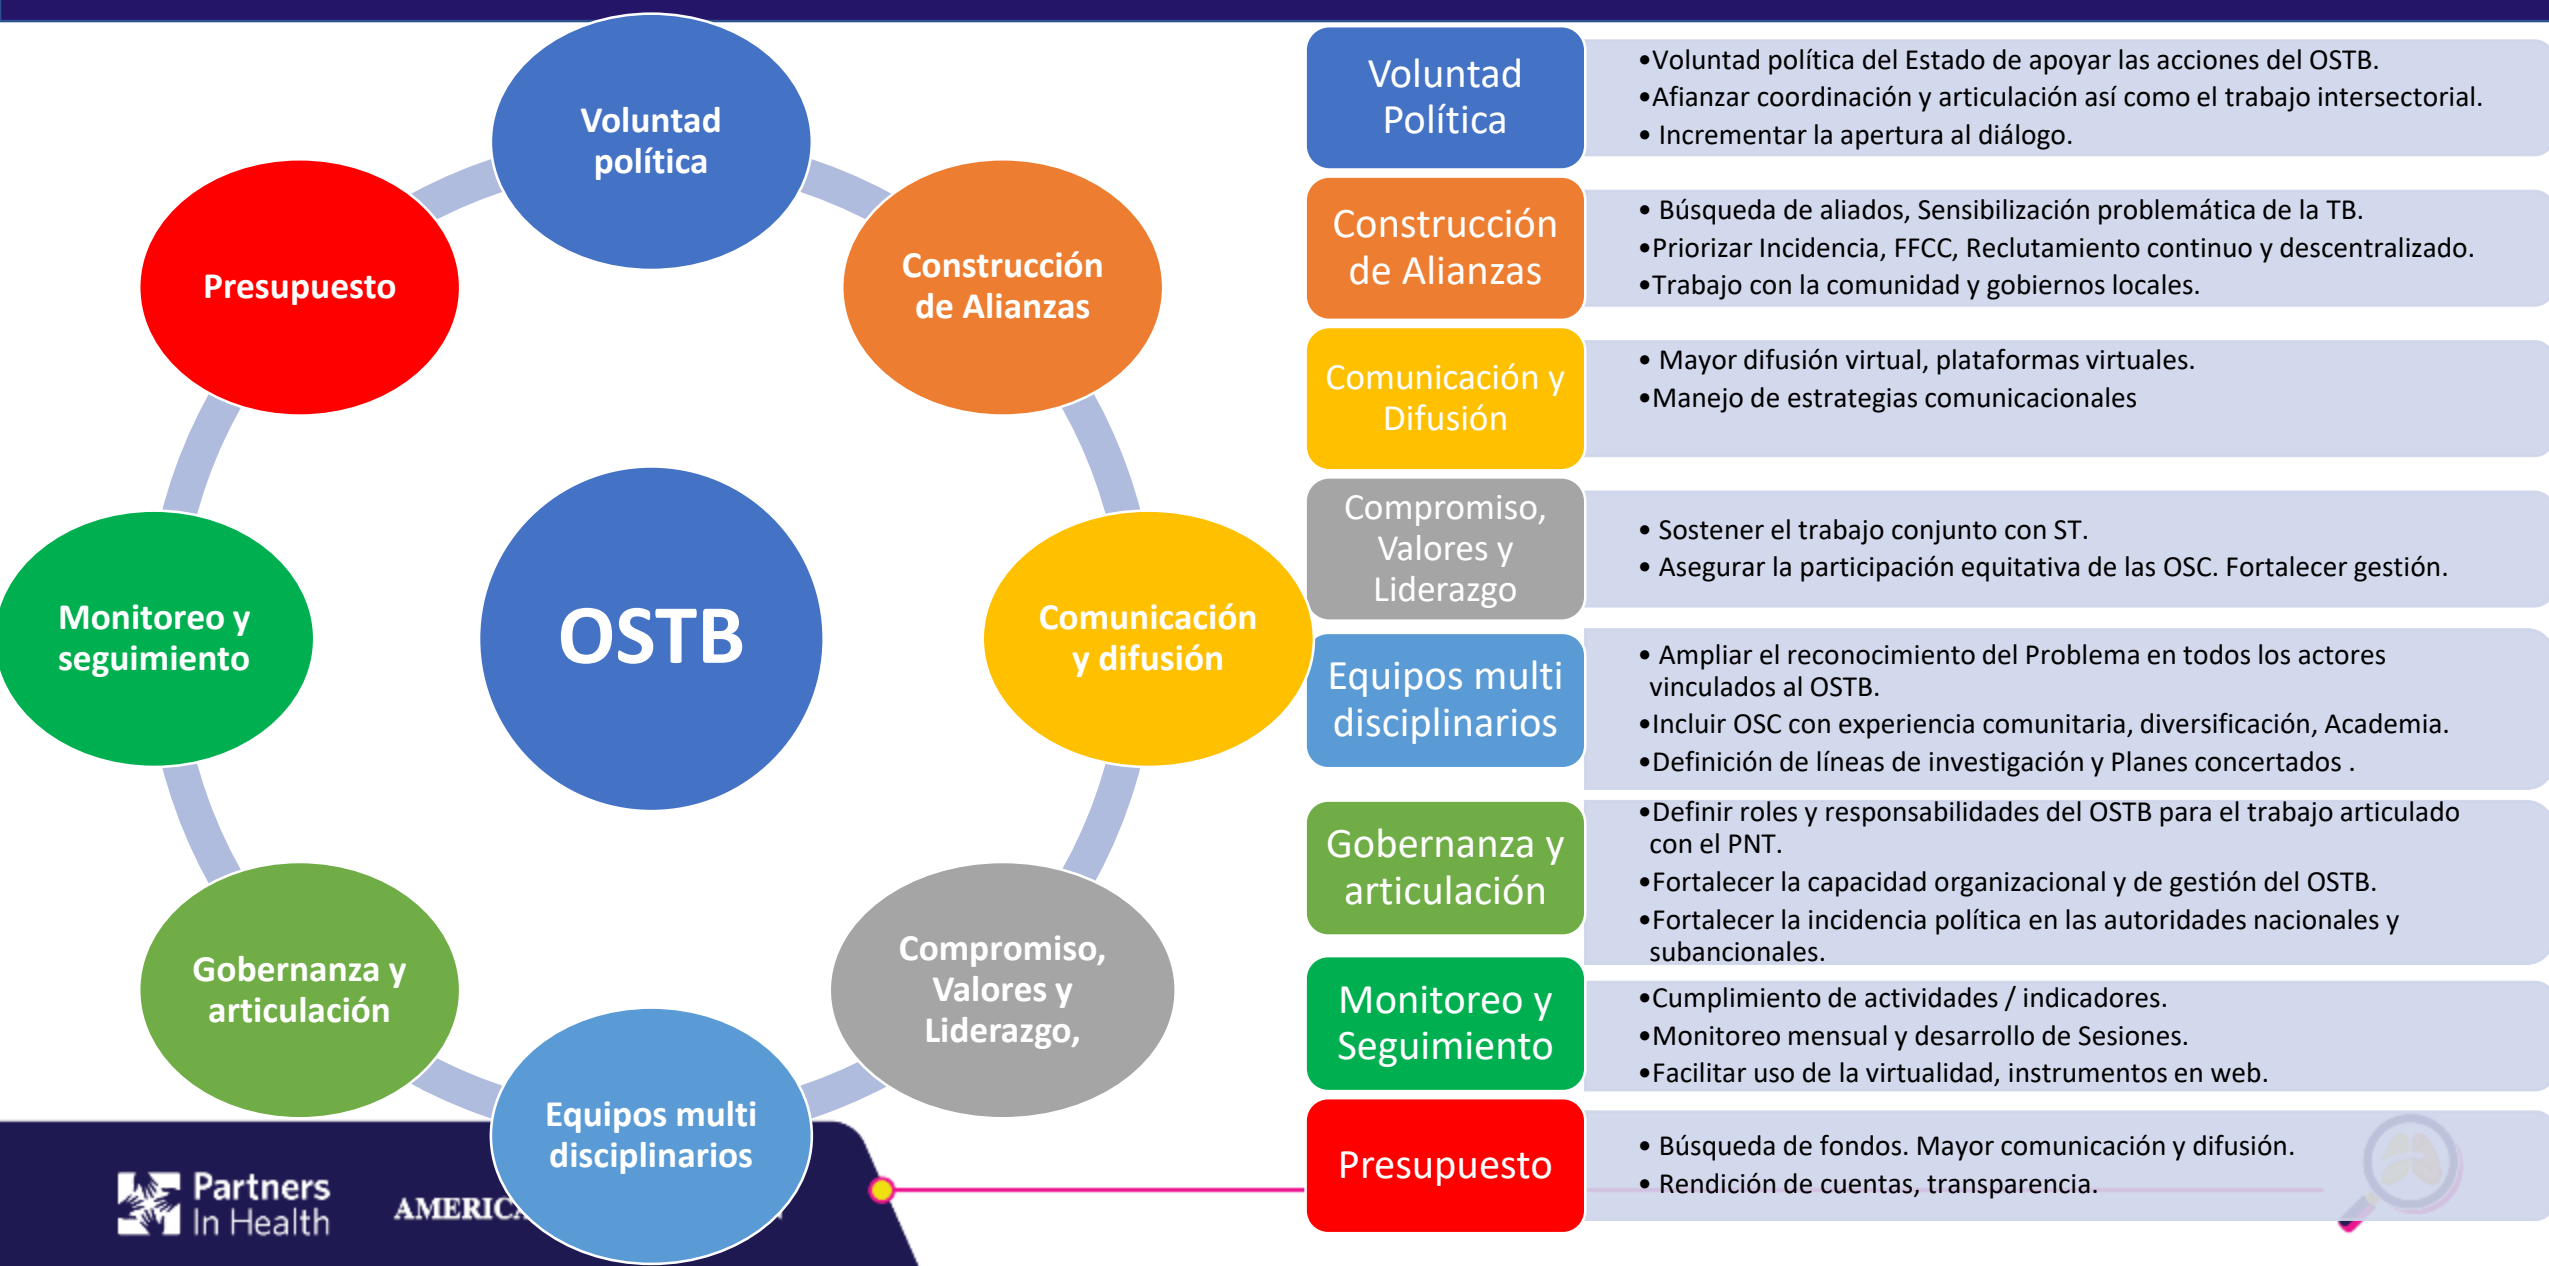 Voluntad
política
Construcción
de Alianzas
Comunicación
y difusión
Compromiso,
Valores y
Liderazgo,
Equipos multi
disciplinarios
Gobernanza y
articulación
Monitoreo y
seguimiento
Presupuesto
OSTB
Voluntad
Política
•Voluntad política del Estado de apoyar las acciones del OSTB.
•Afianzar coordinación y articulación así como el trabajo intersectorial.
• Incrementar la apertura al diálogo.
Construcción
de Alianzas
• Búsqueda de aliados, Sensibilización problemática de la TB.
•Priorizar Incidencia, FFCC, Reclutamiento continuo y descentralizado.
•Trabajo con la comunidad y gobiernos locales.
Comunicación y
Difusión
• Mayor difusión virtual, plataformas virtuales.
•Manejo de estrategias comunicacionales
Compromiso,
Valores y
Liderazgo
• Sostener el trabajo conjunto con ST.
• Asegurar la participación equitativa de las OSC. Fortalecer gestión.
Equipos multi
disciplinarios
• Ampliar el reconocimiento del Problema en todos los actores
vinculados al OSTB.
•Incluir OSC con experiencia comunitaria, diversificación, Academia.
•Definición de líneas de investigación y Planes concertados .
Gobernanza y
articulación
•Definir roles y responsabilidades del OSTB para el trabajo articulado
con el PNT.
•Fortalecer la capacidad organizacional y de gestión del OSTB.
•Fortalecer la incidencia política en las autoridades nacionales y
subancionales.
Monitoreo y
Seguimiento
•Cumplimiento de actividades / indicadores.
•Monitoreo mensual y desarrollo de Sesiones.
•Facilitar uso de la virtualidad, instrumentos en web.
Presupuesto
• Búsqueda de fondos. Mayor comunicación y difusión.
• Rendición de cuentas, transparencia.
Partners
In Health